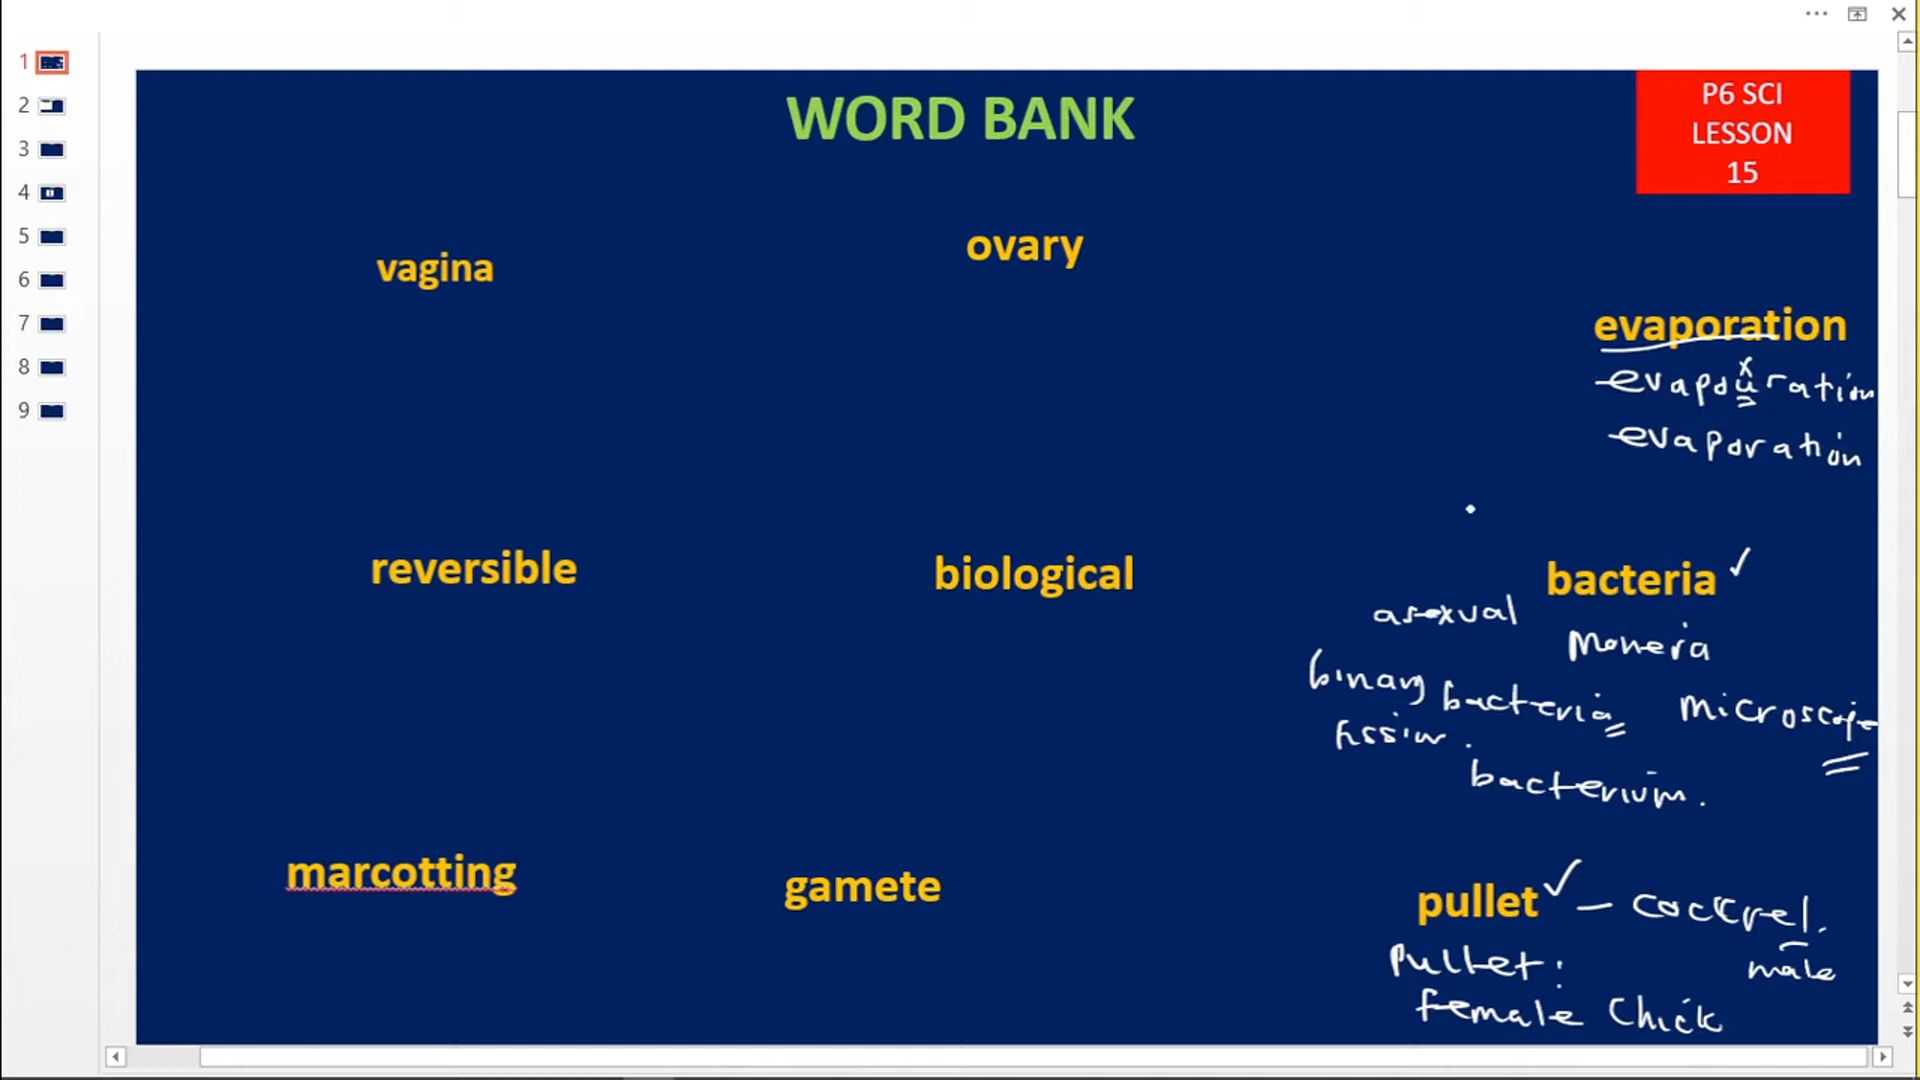 1
2
3
4
5
6
7
8
9
WORD BANK
P6 SCI
LESSON
15
vagina
ovary
evaporation
evapouration
x
evaporation
reversible
biological
bacteria ✓
asexual
Monera
binary
fission.
bacteria
microscope
bacterium.
marcotting
gamete
pullet ✓ – cockrel.
male
Pullet:
female Chick